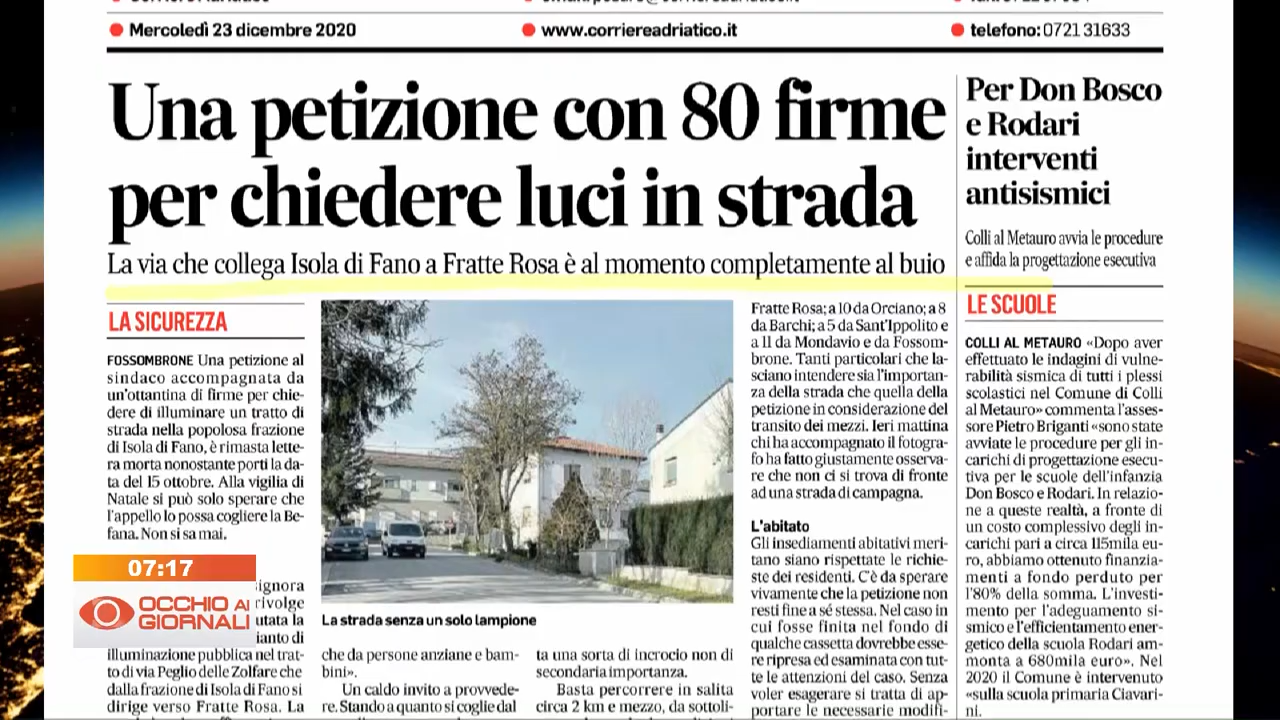 Mercoledì 23 dicembre 2020
www.corriereadriatico.it
telefono: 0721 31633
Una petizione con 80 firme
per chiedere luci in strada
La via che collega Isola di Fano a Fratte Rosa è al momento completamente al buio
LA SICUREZZA
FOSSOMBRONE Una petizione al
sindaco accompagnata da
un'ottantina di firme per chie-
dere di illuminare un tratto di
strada nella popolosa frazione
di Isola di Fano, è rimasta lette-
ra morta nonostante porti la da-
ta del 15 ottobre. Alla vigilia di
Natale si può solo sperare che
l'appello lo possa cogliere la Be-
fana. Non si sa mai.
ignora
rivolge
utata la
ianto di
illuminazione pubblica nel trat-
to di via Peglio delle Zolfare che
dalla frazione di Isola di Fano si
dirige verso Fratte Rosa. La
07:17
OCCHIO AI
GIORNALI
La strada senza un solo lampione
che da persone anziane e bam-
bini».
Un caldo invito a provvede-
re. Stando a quanto si coglie dal
ta una sorta di incrocio non di
secondaria importanza.
Basta percorrere in salita
circa 2 km e mezzo, da sottoli-
Fratte Rosa; a 10 da Orciano; a 8
da Barchi; a 5 da Sant'Ippolito e
a 11 da Mondavio e da Fossom-
brone. Tanti particolari che la-
sciano intendere sia l'importan-
za della strada che quella della
petizione in considerazione del
transito dei mezzi. Ieri mattina
chi ha accompagnato il fotogra-
fo ha fatto giustamente osserva-
re che non ci si trova di fronte
ad una strada di campagna.
L'abitato
Gli insediamenti abitativi meri-
tano siano rispettate le richie-
ste dei residenti. C'è da sperare
vivamente che la petizione non
resti fine a sé stessa. Nel caso in
cui fosse finita nel fondo di
qualche cassetta dovrebbe esse-
re ripresa ed esaminata con tut-
te le attenzioni del caso. Senza
voler esagerare si tratta di ap-
portare le necessarie modifi-
Per Don Bosco
e Rodari
interventi
antisismici
Colli al Metauro avvia le procedure
e affida la progettazione esecutiva
LE SCUOLE
COLLI AL METAURO «Dopo aver
effettuato le indagini di vulne-
rabilità sismica di tutti i plessi
scolastici nel Comune di Colli
al Metauro» commenta l'asses-
sore Pietro Briganti «sono state
avviate le procedure per gli in-
carichi di progettazione esecu-
tiva per le scuole dell'infanzia
Don Bosco e Rodari. In relazio-
ne a queste realtà, a fronte di
un costo complessivo degli in-
carichi pari a circa 115mila eu-
ro, abbiamo ottenuto finanzia-
menti a fondo perduto per
l'80% della somma. L'investi-
mento per l'adeguamento si-
smico e l'efficientamento ener-
getico della scuola Rodari am-
monta a 680mila euro». Nel
2020 il Comune è intervenuto
«sulla scuola primaria Ciavari-
ni.